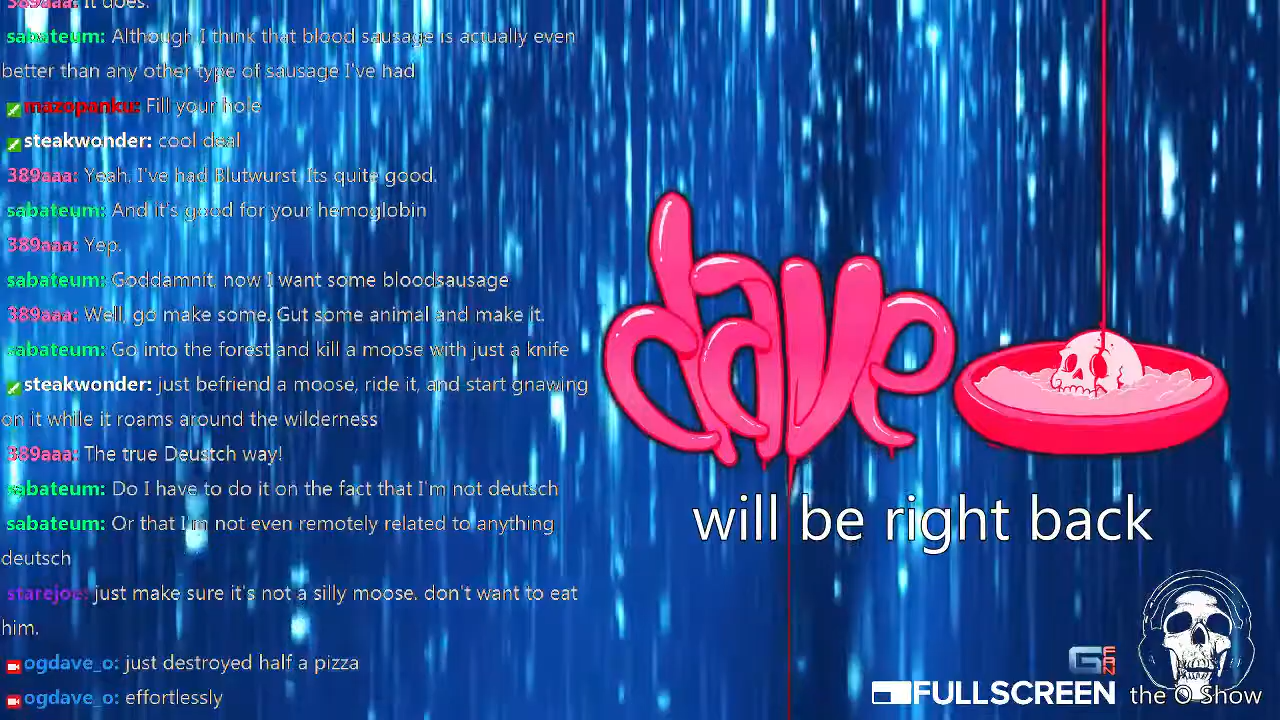 389aaa: It does.
sabateum: Although I think that blood sausage is actually even
better than any other type of sausage I've had
mazopanku: Fill your hole
steakwonder: cool deal
389aaa: Yeah. I've had Blutwurst. Its quite good.
sabateum: And it's good for your hemoglobin
389aaa: Yep.
sabateum: Goddamnit, now I want some bloodsausage
389aaa: Well, go make some. Gut some animal and make it.
sabateum: Go into the forest and kill a moose with just a knife
steakwonder: just befriend a moose, ride it, and start gnawing
on it while it roams around the wilderness
389aaa: The true Deustch way!
sabateum: Do I have to do it on the fact that I'm not deutsch
sabateum: Or that I'm not even remotely related to anything
deutsch
starejoe: just make sure it's not a silly moose. don't want to eat
him.
ogdave_o: just destroyed half a pizza
ogdave_o: effortlessly
dave
will be right back
G FAN
FULLSCREEN
the O Show